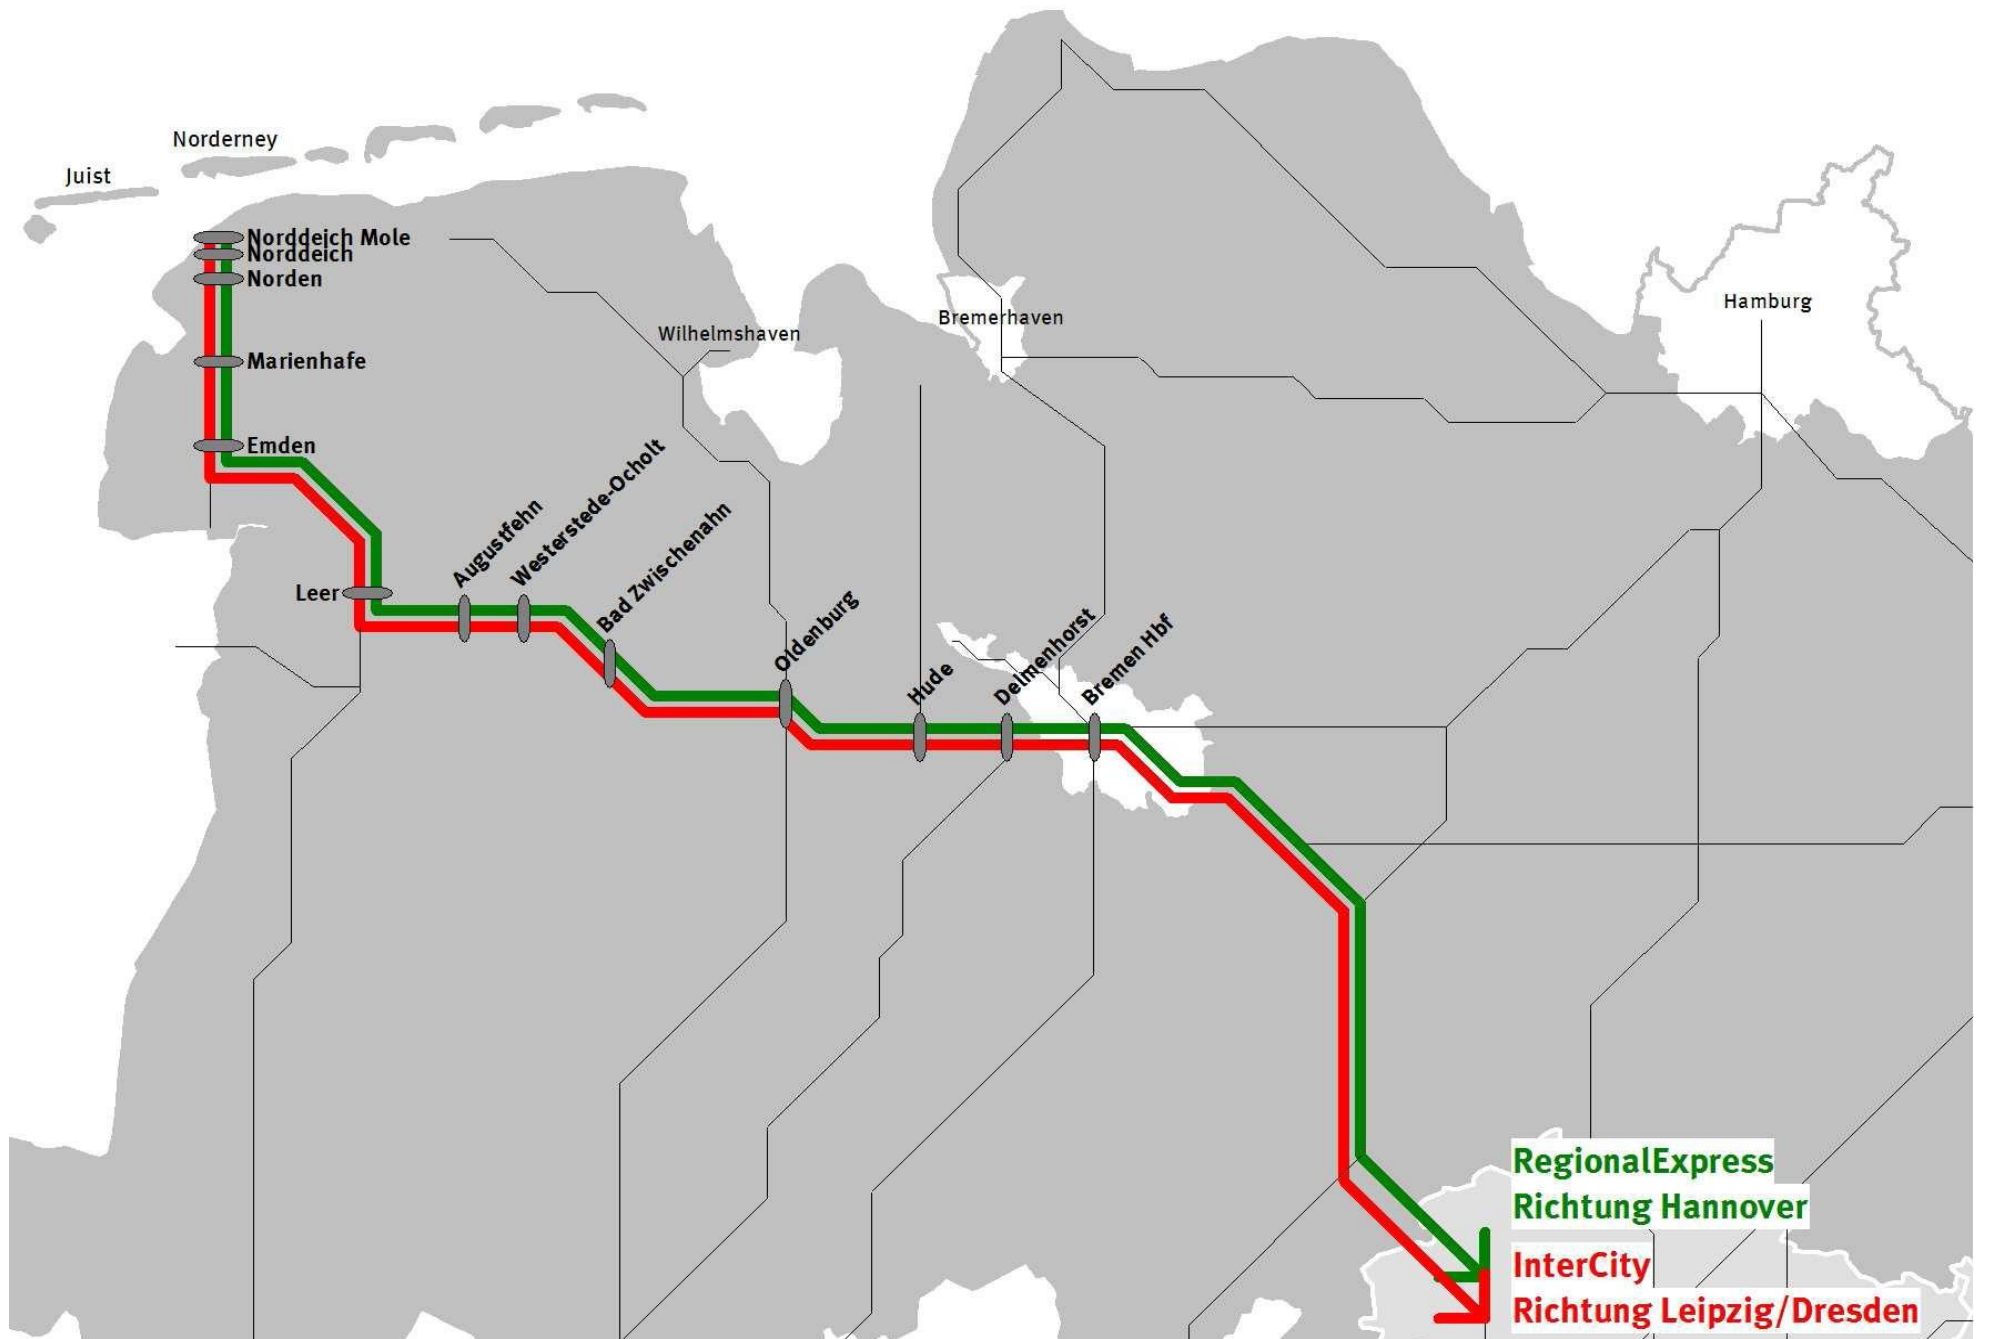 Norderney
Juist
Norddeich Mole
Norddeich
Norden
Hamburg
Bremerhaven
Wilhelmshaven
Marienhafe
Emden
Leer
Augustfehn
Westerstede-Ocholt
Bad Zwischenahn
Oldenburg
Hude
Delmenhorst
Bremen Hbf
RegionalExpress
Richtung Hannover
InterCity
Richtung Leipzig/Dresden